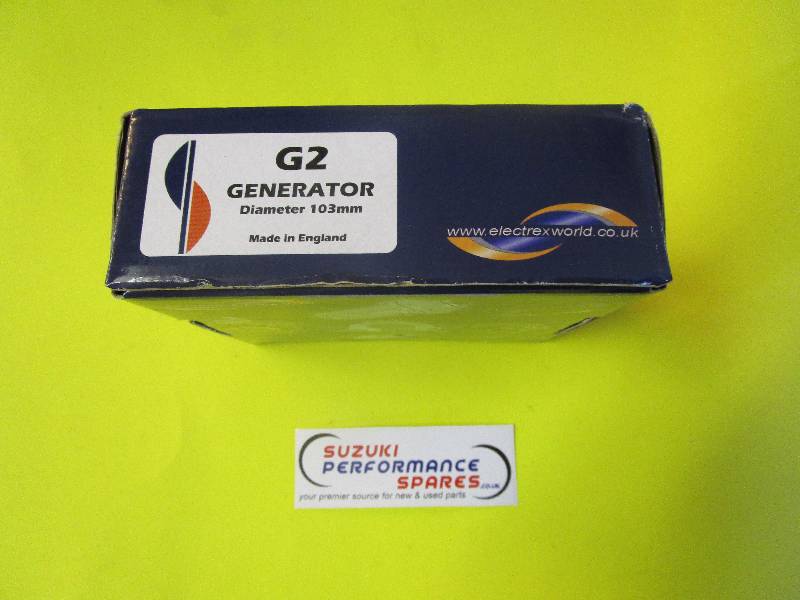 G2
GENERATOR
Diameter 103mm
Made in England
www.electrexworld.co.uk
SUZUKI
PERFORMANCE
SPARES.co.uk
your premier source for new & used parts